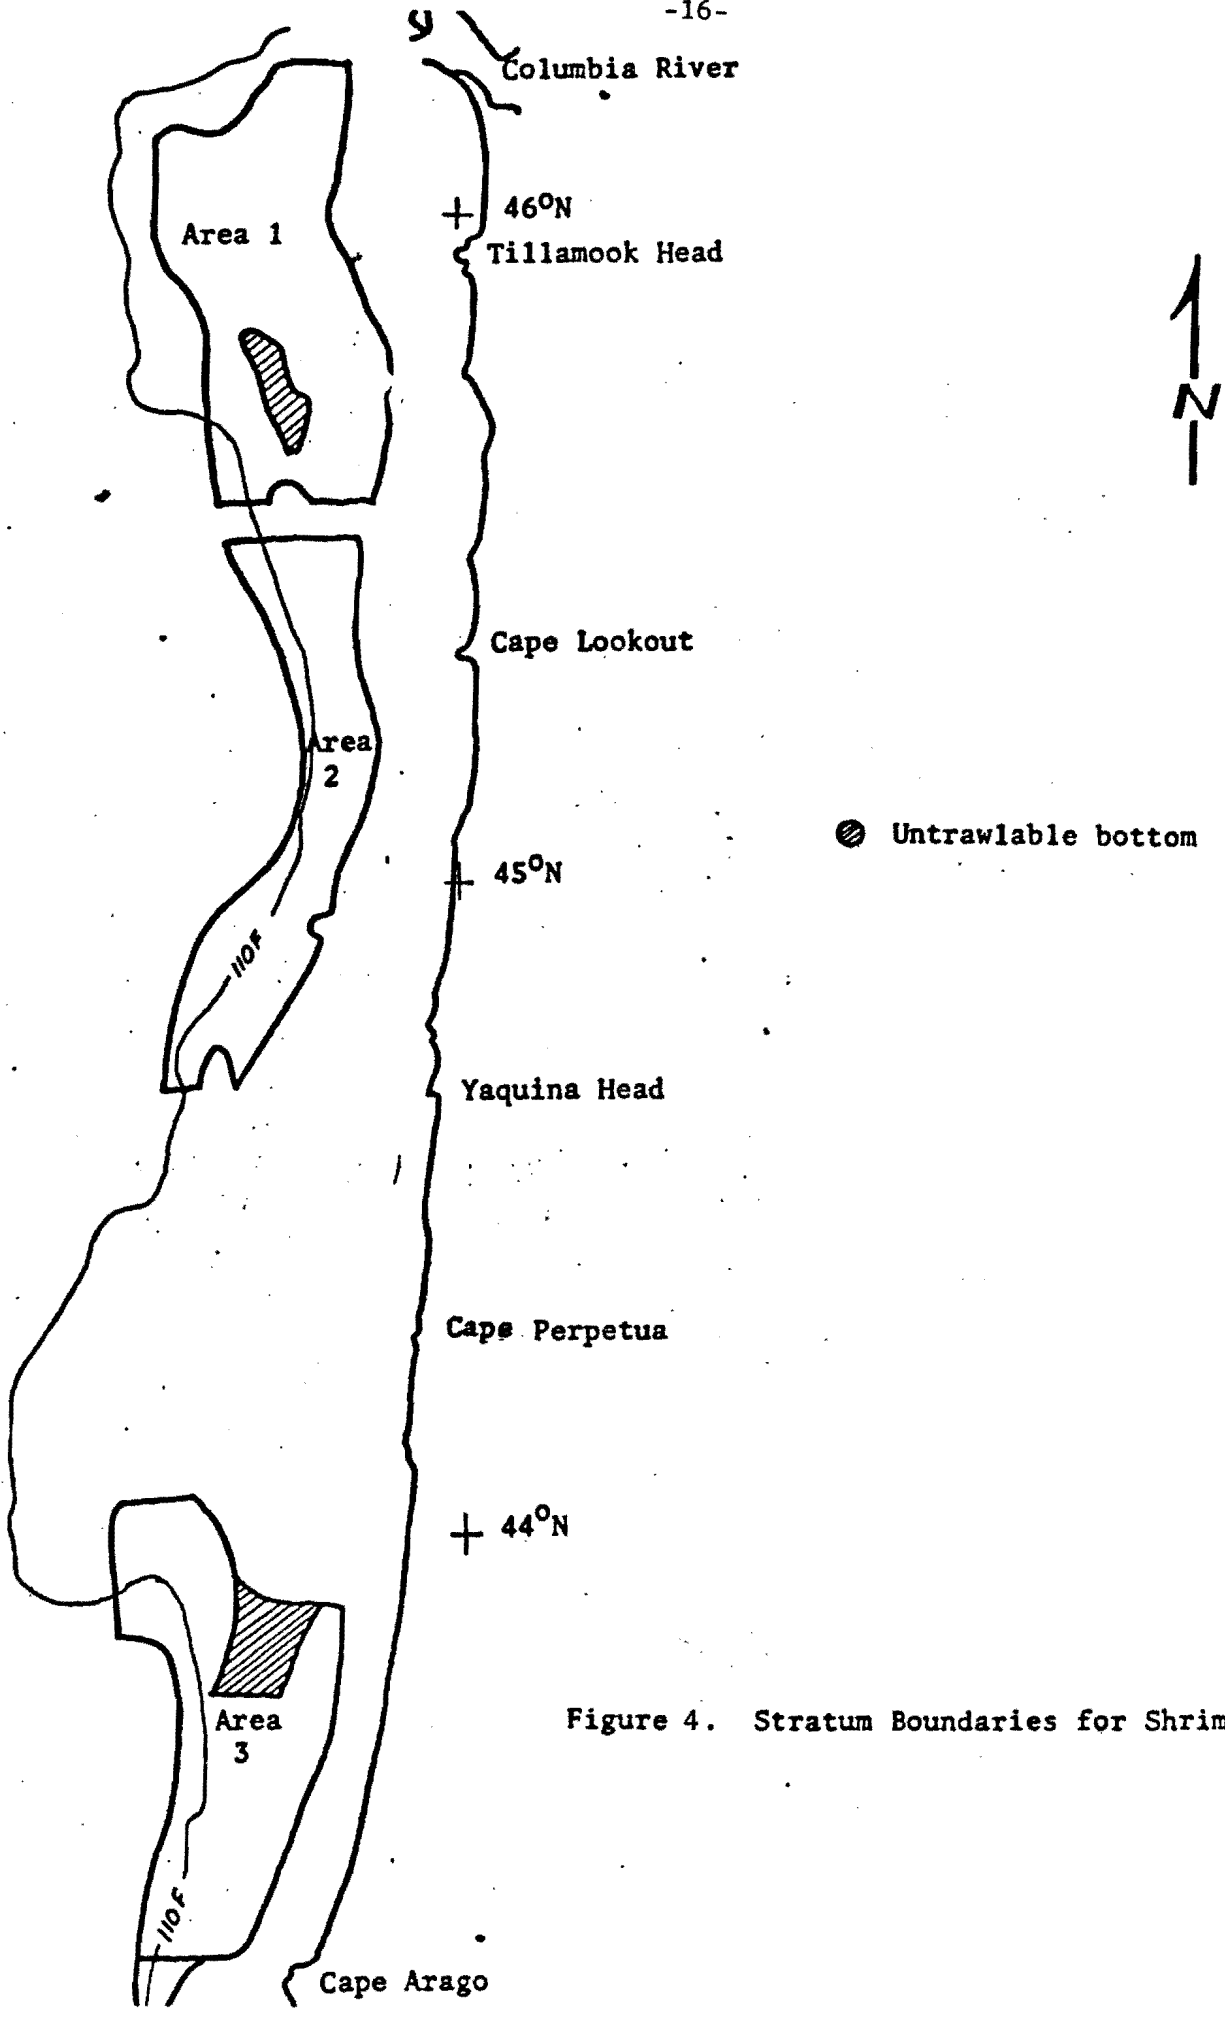 -16-
Columbia River
46°N
Area 1
Tillamook Head
N
Cape Lookout
Area
2
Untrawlable bottom
45°N
110F
Yaquina Head
Cape Perpetua
44°N
Area
3
Figure 4. Stratum Boundaries for Shrim
110F
Cape Arago